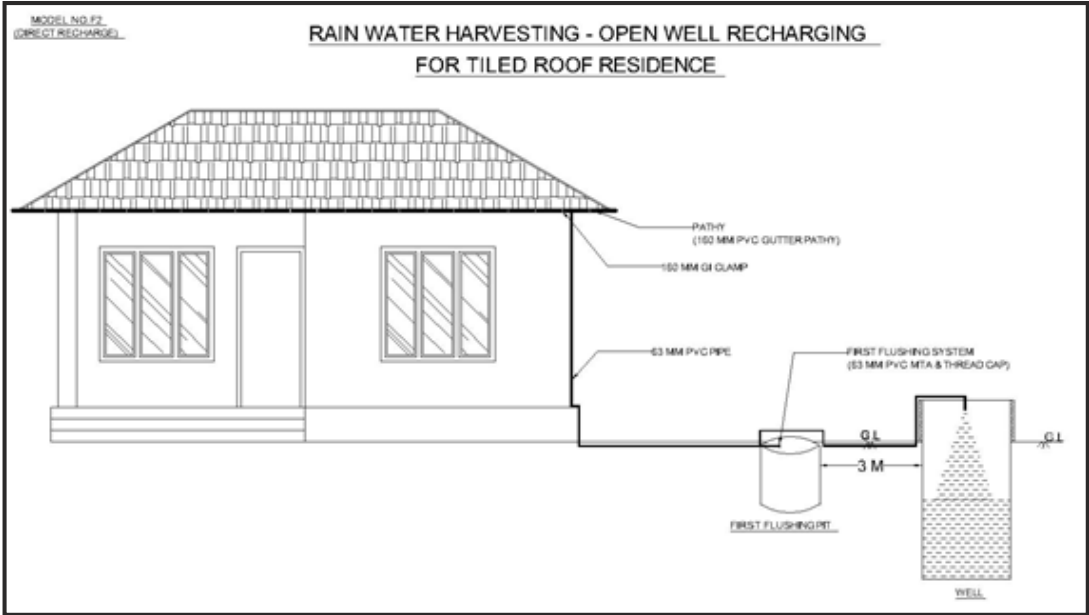 MODEL NO.F2
(DIRECT RECHARGE)
RAIN WATER HARVESTING - OPEN WELL RECHARGING
FOR TILED ROOF RESIDENCE
PATHY
(160 MM PVC GUTTER PATHY)
160 MM GI CLAMP
63 MM PVC PIPE
FIRST FLUSHING SYSTEM
(63 MM PVC MTA & THREAD CAP)
G.L
G.L
3 M
FIRST FLUSHING PIT
WELL